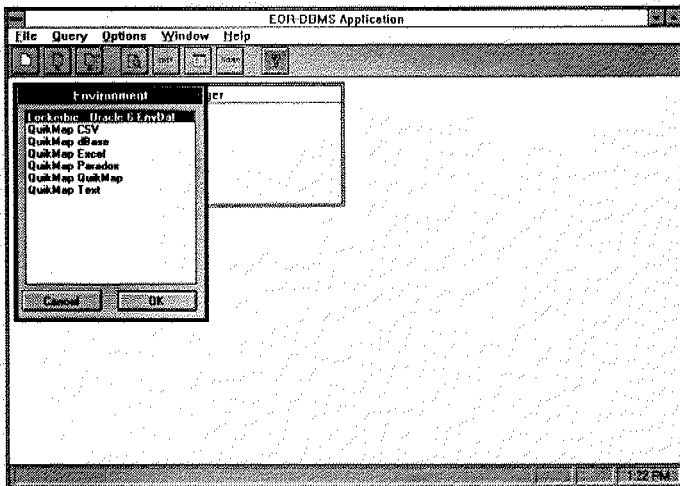 EOR-DDMS Application
File Query Options Window Help
Environment
ger
Lockerbie - Oracle 6 EnvDat
QuikMap CSV
QuikMap dBase
QuikMap Excel
QuikMap Paradox
QuikMap QuikMap
QuikMap Text
Cancel OK
1:22 PM